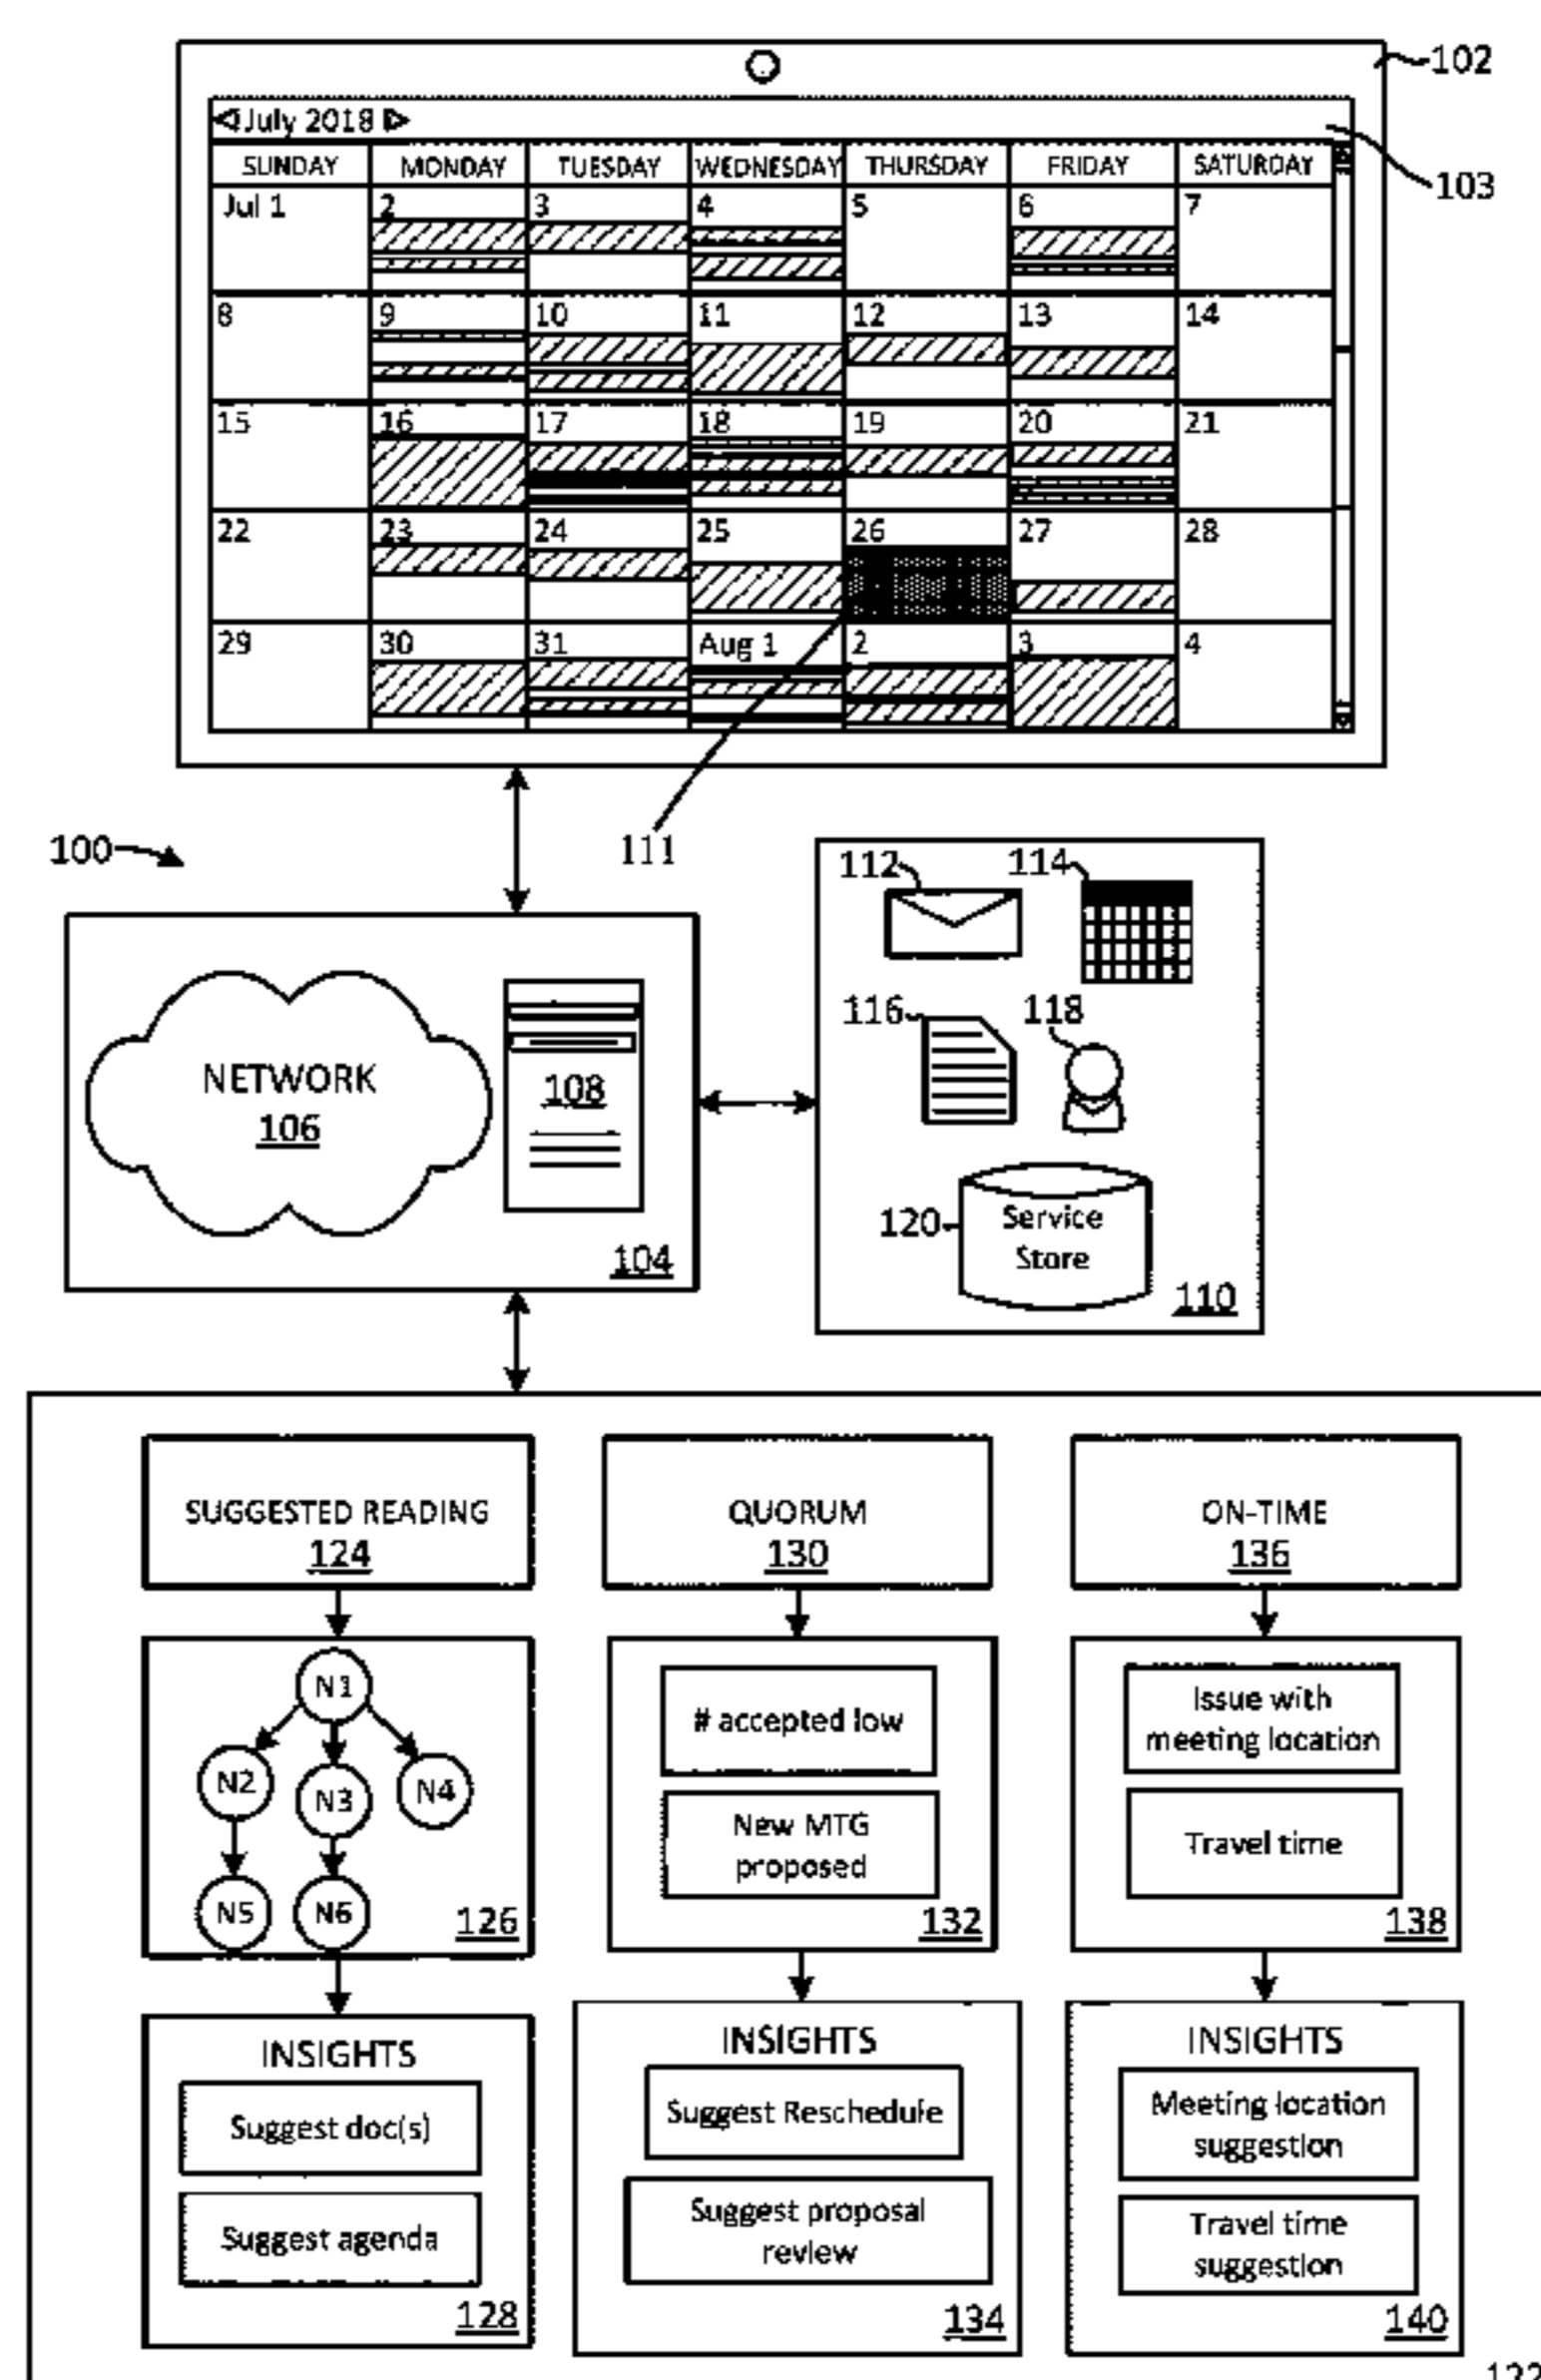 102
July 2018
103
SUNDAY MONDAY TUESDAY WEDNESDAY THURSDAY FRIDAY SATURDAY
Jul 1 2 3 4 5 6 7
8 9 10 11 12 13 14
15 16 17 18 19 20 21
22 23 24 25 26 27 28
29 30 31 Aug 1 2 3 4
100
111
112
114
116
118
NETWORK
106
108
104
120
Service
Store
110
SUGGESTED READING
124
QUORUM
130
ON-TIME
136
N1
N2
N3
N4
N5
N6
126
# accepted low
New MTG
proposed
132
Issue with
meeting location
Travel time
138
INSIGHTS
Suggest doc(s)
Suggest agenda
128
INSIGHTS
Suggest Reschedule
Suggest proposal
review
134
INSIGHTS
Meeting location
suggestion
Travel time
suggestion
140